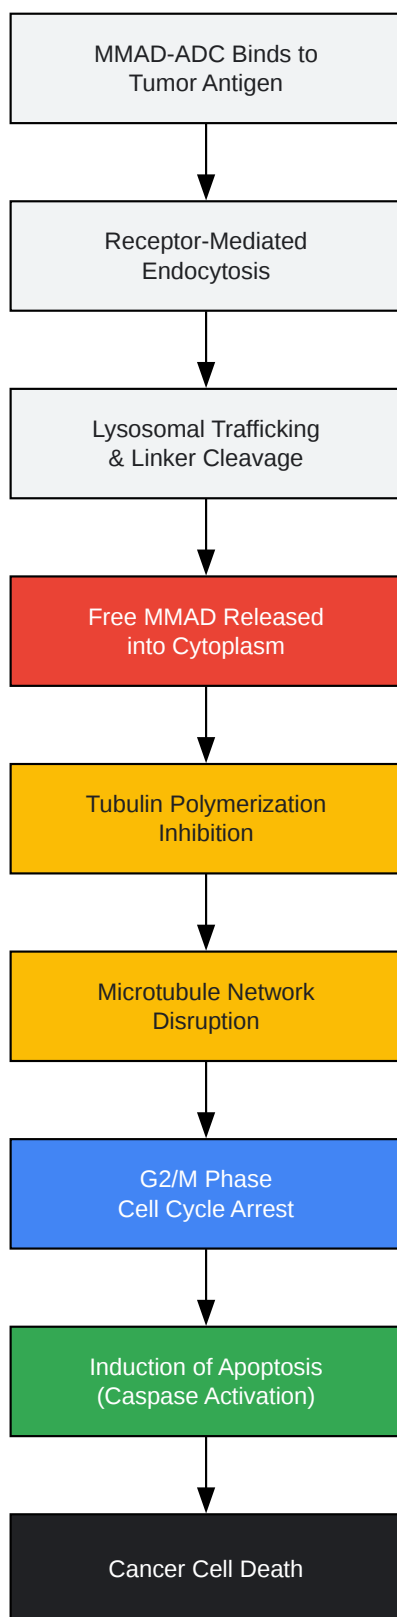 MMAD-ADC Binds to
Tumor Antigen
Receptor-Mediated
Endocytosis
Lysosomal Trafficking
& Linker Cleavage
Free MMAD Released
into Cytoplasm
Tubulin Polymerization
Inhibition
Microtubule Network
Disruption
G2/M Phase
Cell Cycle Arrest
Induction of Apoptosis
(Caspase Activation)
Cancer Cell Death